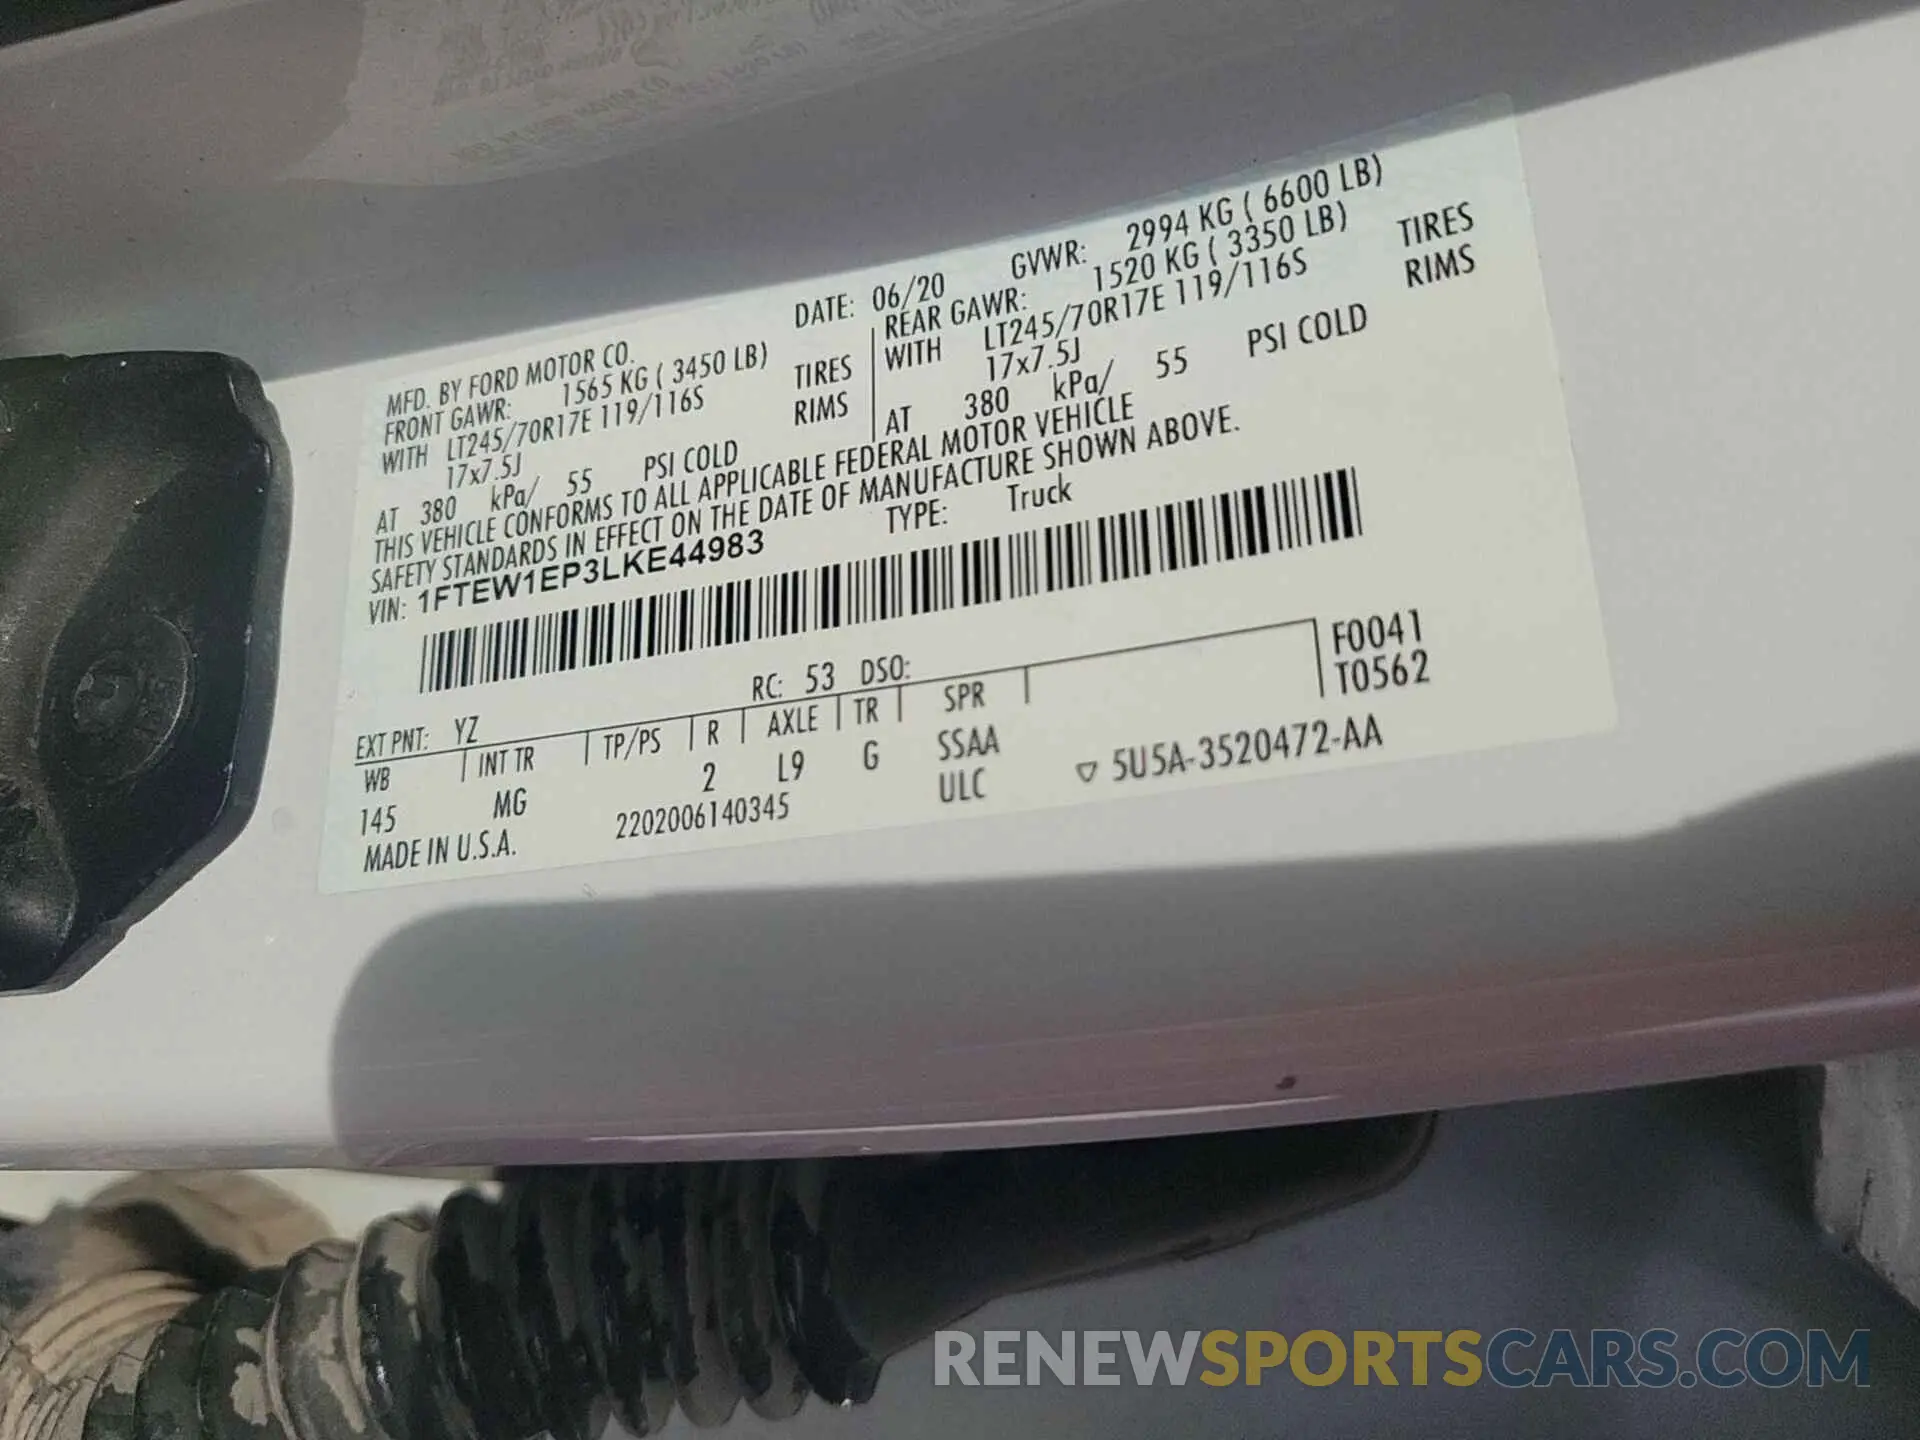 MFD. BY FORD MOTOR CO.
DATE: 06/20 GVWR: 2994 KG ( 6600 LB)
FRONT GAWR: 1565 KG ( 3450 LB)
REAR GAWR: 1520 KG ( 3350 LB)
WITH LT245/70R17E 119/116S TIRES
WITH LT245/70R17E 119/116S TIRES
17x7.5J RIMS
17x7.5J RIMS
AT 380 kPa/ 55 PSI COLD
AT 380 kPa/ 55 PSI COLD
THIS VEHICLE CONFORMS TO ALL APPLICABLE FEDERAL MOTOR VEHICLE
SAFETY STANDARDS IN EFFECT ON THE DATE OF MANUFACTURE SHOWN ABOVE.
VIN: 1FTEW1EP3LKE44983 TYPE: Truck
F0041
T0562
EXT PNT: YZ RC: 53 DSO:
WB INT TR TP/PS R AXLE TR SPR
145 MG 2 L9 G SSAA
ULC
MADE IN U.S.A. 2202006140345 5U5A-3520472-AA
RENEWSPORTSCARS.COM